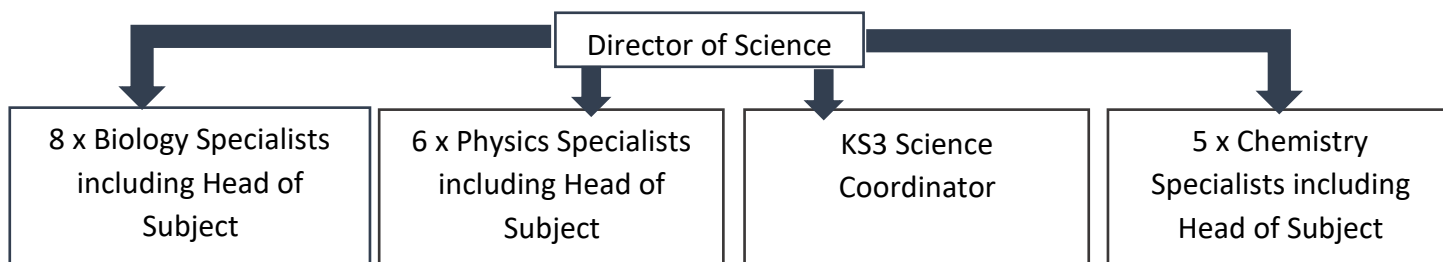 Director of Science
8 x Biology Specialists
including Head of
Subject
6 x Physics Specialists
including Head of
Subject
KS3 Science
Coordinator
5 x Chemistry
Specialists including
Head of Subject